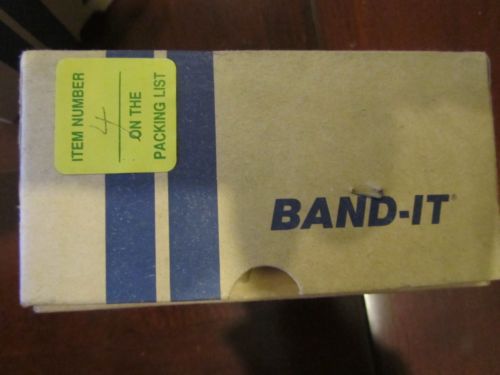 ITEM NUMBER
4
ON THE
PACKING LIST
BAND-IT®